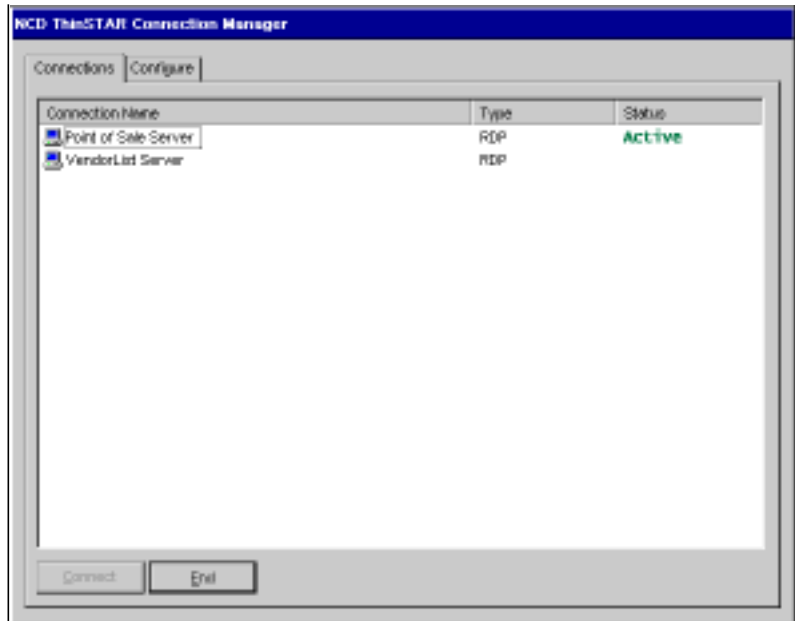 NCD ThinSTAR Connection Manager
Connections Configure
Connection Name Type Status
Point of Sale Server RDP Active
VendorList Server RDP
Connect End